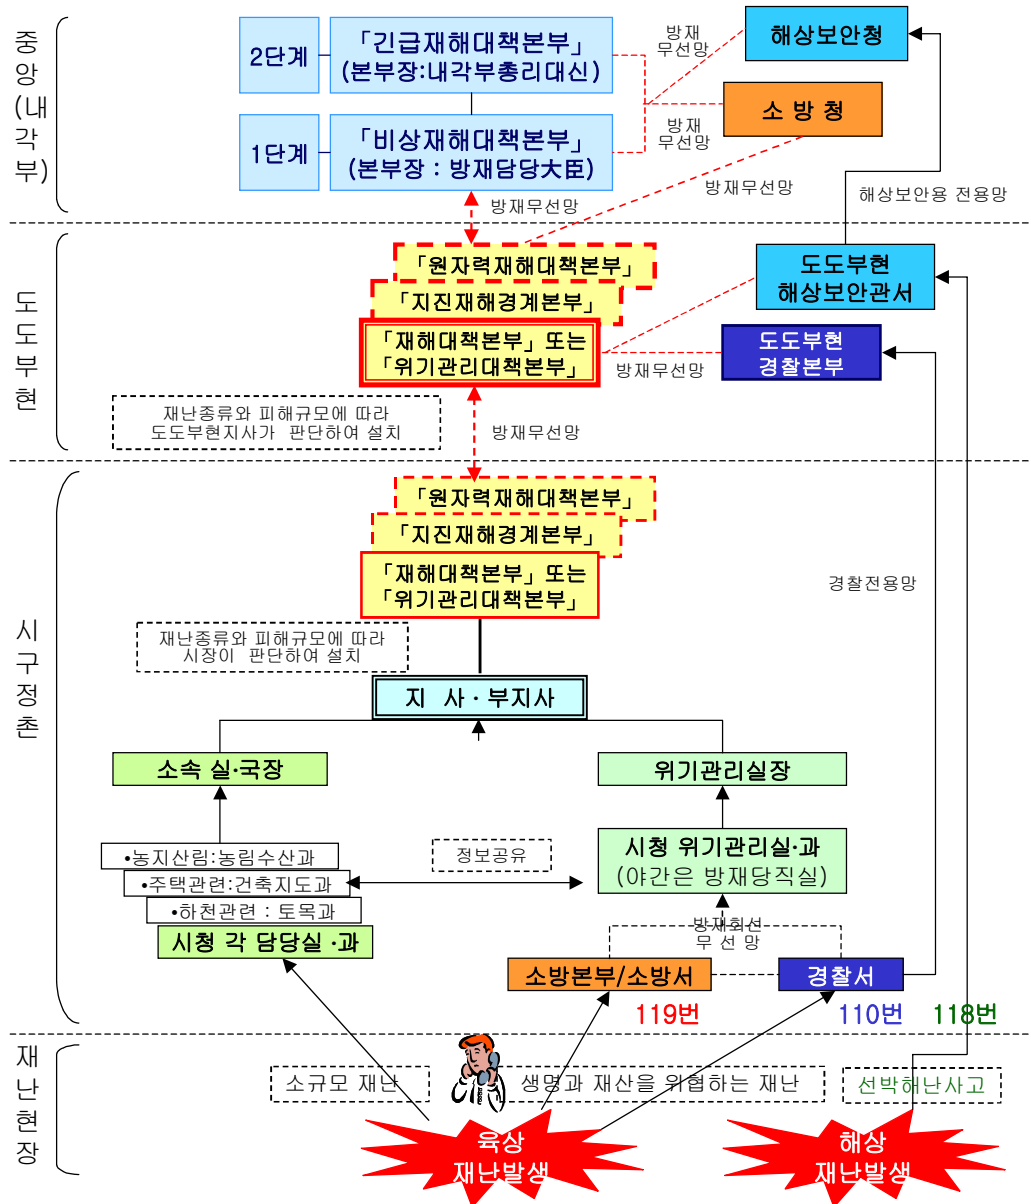 중앙(내각부)
2단계
「긴급재해대책본부」
(본부장:내각부총리대신)
1단계
「비상재해대책본부」
(본부장 : 방재담당大臣)
방재
무선망
방재
무선망
해상보안청
소 방 청
방재무선망
방재무선망
해상보안용 전용망
도도부현
「원자력재해대책본부」
「지진재해경계본부」
「재해대책본부」또는
「위기관리대책본부」
방재무선망
도도부현
해상보안관서
도도부현
경찰본부
재난종류와 피해규모에 따라
도도부현지사가 판단하여 설치
방재무선망
시구정촌
「원자력재해대책본부」
「지진재해경계본부」
「재해대책본부」또는
「위기관리대책본부」
경찰전용망
재난종류와 피해규모에 따라
시장이 판단하여 설치
지 사·부지사
소속 실·국장
위기관리실장
•농지산림:농림수산과
•주택관련:건축지도과
•하천관련 : 토목과
시청 각 담당실 ·과
정보공유
시청 위기관리실·과
(야간은 방재당직실)
방재회선
무 선 망
소방본부/소방서
경찰서
119번
110번
118번
재난현장
소규모 재난
생명과 재산을 위협하는 재난
선박해난사고
육상
재난발생
해상
재난발생